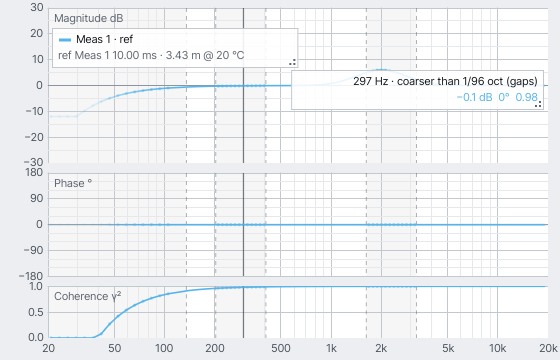 30
Magnitude dB
20
Meas 1 · ref
ref Meas 1 10.00 ms · 3.43 m @ 20 °C
10
297 Hz · coarser than 1/96 oct (gaps)
0
−0.1 dB 0° 0.98
−10
−20
−30
180
Phase °
90
0
−90
−180
1.0
Coherence γ²
0.5
0.0
20 50 100 200 500 1k 2k 5k 10k 20k